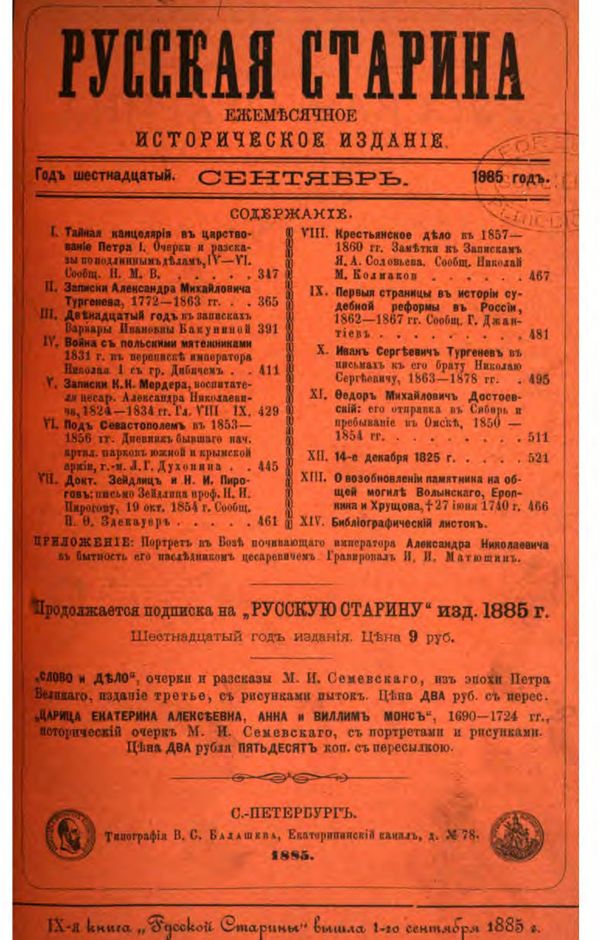 РУССКАЯ СТАРИНА
ЕЖЕМѢСЯЧНОЕ
ИСТОРИЧЕСКОЕ ИЗДАНІЕ.
Годъ шестнадцатый. СЕНТЯБРЬ. 1885 годъ.
СОДЕРЖАНІЕ.
I. Тайная канцелярія въ царствованіе
Петра I. Очерки и разсказы
по подлиннымъ дѣламъ, IV—VI.
Сообщ. Н. М. В. . . . . . . 347
II. Записки Александра Михайловича
Тургенева, 1772—1863 гг. . . 365
III. Двѣнадцатый годъ въ запискахъ
Варвары Ивановны Бакуниной 391
IV. Война съ польскими мятежниками
1831 г. въ перепискѣ императора
Николая I съ гр. Дибичемъ . . 411
V. Записки К. К. Мердера, воспитателя
цесар. Александра Николаевича,
1824—1834 гг. Гл. VIII—IX. 429
VI. Подъ Севастополемъ въ 1853—
1856 гг. Дневникъ бывшаго нач.
артил. парковъ южной и крымской
армій, г.-м. Л. Г. Духонина . . 445
VII. Докт. Зейдлицъ и Н. И. Пироговъ:
письмо Зейдлица проф. Н. И.
Пирогову, 19 окт. 1854 г. Сообщ.
П. Ѳ. Здекауеръ . . . . . 461
VIII. Крестьянское дѣло въ 1857—
1860 гг. Замѣтки къ Запискамъ
Я. А. Соловьева. Сообщ. Николай
М. Колмаковъ . . . . . . 467
IX. Первыя страницы въ исторіи судебной
реформы въ Россіи,
1862—1867 гг. Сообщ. Г. Джаншіевъ
. . . . . . . . . 481
X. Иванъ Сергѣевичъ Тургеневъ въ
письмахъ къ его брату Николаю
Сергѣевичу, 1863—1878 гг. . 495
XI. Ѳедоръ Михайловичъ Достоевскій:
его отправка въ Сибирь и
пребываніе въ Омскѣ, 1850—
1854 гг. . . . . . . . . 511
XII. 14-е декабря 1825 г. . . . . 521
XIII. О возобновленіи памятника на общей
могилѣ Волынскаго, Еропкина
и Хрущова, † 27 іюня 1740 г. 466
XIV. Библіографическій листокъ.
ПРИЛОЖЕНІЕ: Портретъ въ Бозѣ почивающаго императора Александра Николаевича
въ бытность его наслѣдникомъ цесаревичемъ. Гравировалъ И. И. Матюшинъ.
Продолжается подписка на „РУССКУЮ СТАРИНУ“ изд. 1885 г.
Шестнадцатый годъ изданія. Цѣна 9 руб.
„СЛОВО и ДѢЛО“, очерки и разсказы М. И. Семевскаго, изъ эпохи Петра
Великаго, изданіе третье, съ рисунками пытокъ. Цѣна ДВА руб. съ перес.
„ЦАРИЦА ЕКАТЕРИНА АЛЕКСѢЕВНА, АННА и ВИЛЛИМЪ МОНСЪ“, 1690—1724 гг.,
историческій очеркъ М. И. Семевскаго, съ портретами и рисунками.
Цѣна ДВА рубля ПЯТЬДЕСЯТЪ коп. съ пересылкою.
С.-ПЕТЕРБУРГЪ.
Типографія В. С. Балашева, Екатерининскій каналъ, д. № 78.
1885.
IX-я книга „Русской Старины“ вышла 1-го сентября 1885 г.